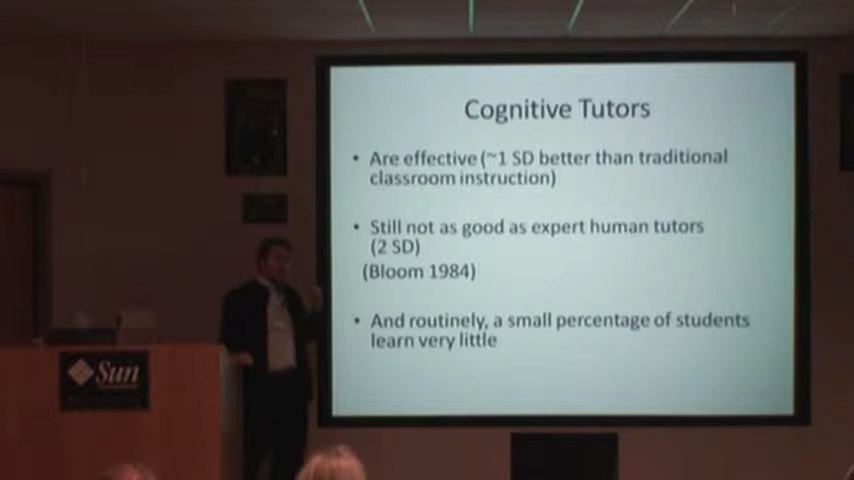 Cognitive Tutors
• Are effective (~1 SD better than traditional
classroom instruction)
• Still not as good as expert human tutors
(2 SD)
(Bloom 1984)
• And routinely, a small percentage of students
learn very little
Sun